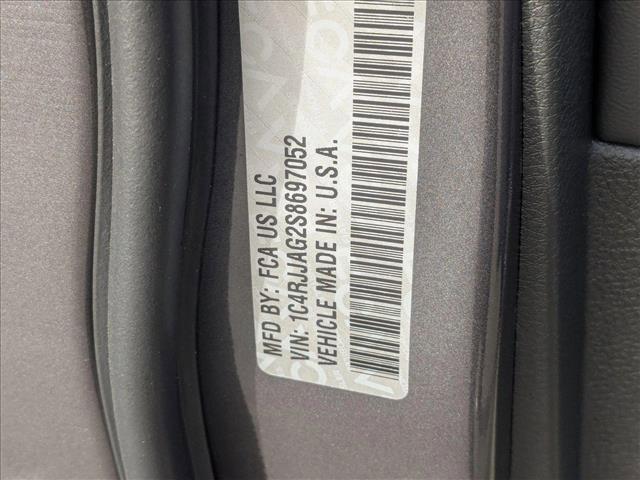 MFD BY: FCA US LLC
VIN: 1C4RJJAG2S8697052
VEHICLE MADE IN: U.S.A.